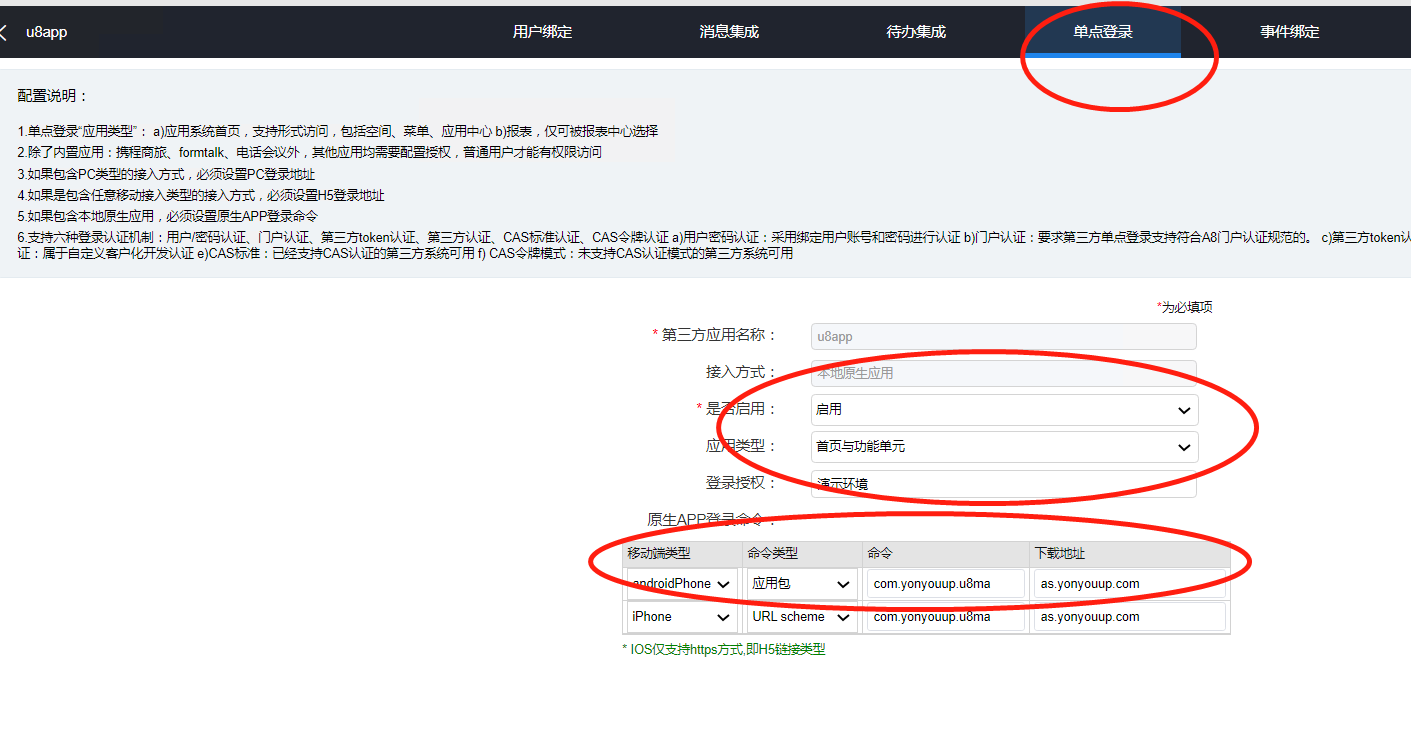 u8app
用户绑定
消息集成
待办集成
单点登录
事件绑定
配置说明：
1.单点登录“应用类型”： a)应用系统首页，支持形式访问，包括空间、菜单、应用中心 b)报表，仅可被报表中心选择
2.除了内置应用：携程商旅、formtalk、电话会议外，其他应用均需要配置授权，普通用户才能有权限访问
3.如果包含PC类型的接入方式，必须设置PC登录地址
4.如果是包含任意移动接入类型的接入方式，必须设置H5登录地址
5.如果包含本地原生应用，必须设置原生APP登录命令
6.支持六种登录认证机制：用户/密码认证、门户认证、第三方token认证、第三方认证、CAS标准认证、CAS令牌认证 a)用户密码认证：采用绑定用户账号和密码进行认证 b)门户认证：要求第三方单点登录支持符合A8门户认证规范的。 c)第三方token认
证：属于自定义客户化开发认证 e)CAS标准：已经支持CAS认证的第三方系统可用 f) CAS令牌模式：未支持CAS认证模式的第三方系统可用
*为必填项
* 第三方应用名称： u8app
接入方式： 本地原生应用
* 是否启用： 启用
应用类型： 首页与功能单元
登录授权： 演示环境
原生APP登录命令：
移动端类型 命令类型 命令 下载地址
androidPhone 应用包 com.yonyouup.u8ma as.yonyouup.com
iPhone URL scheme com.yonyouup.u8ma as.yonyouup.com
* IOS仅支持https方式,即H5链接类型